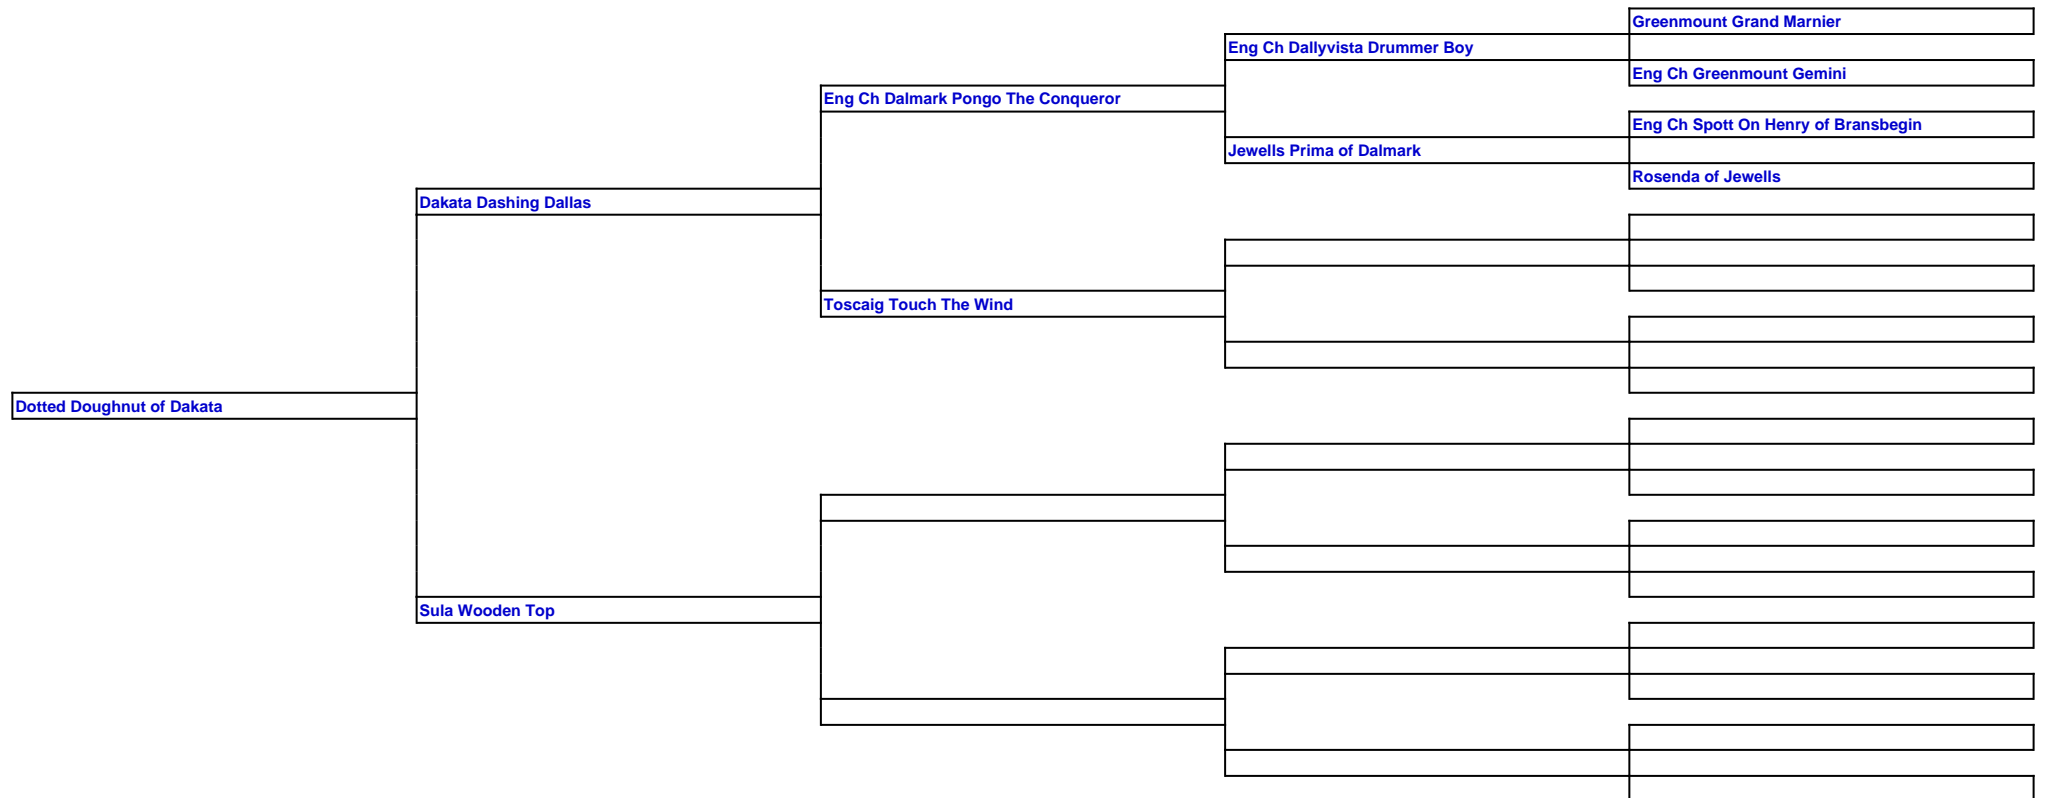 Greenmount Grand Marnier
Eng Ch Dallyvista Drummer Boy
Eng Ch Greenmount Gemini
Eng Ch Dalmark Pongo The Conqueror
Eng Ch Spott On Henry of Bransbegin
Jewells Prima of Dalmark
Rosenda of Jewells
Dakata Dashing Dallas
Toscaig Touch The Wind
Dotted Doughnut of Dakata
Sula Wooden Top